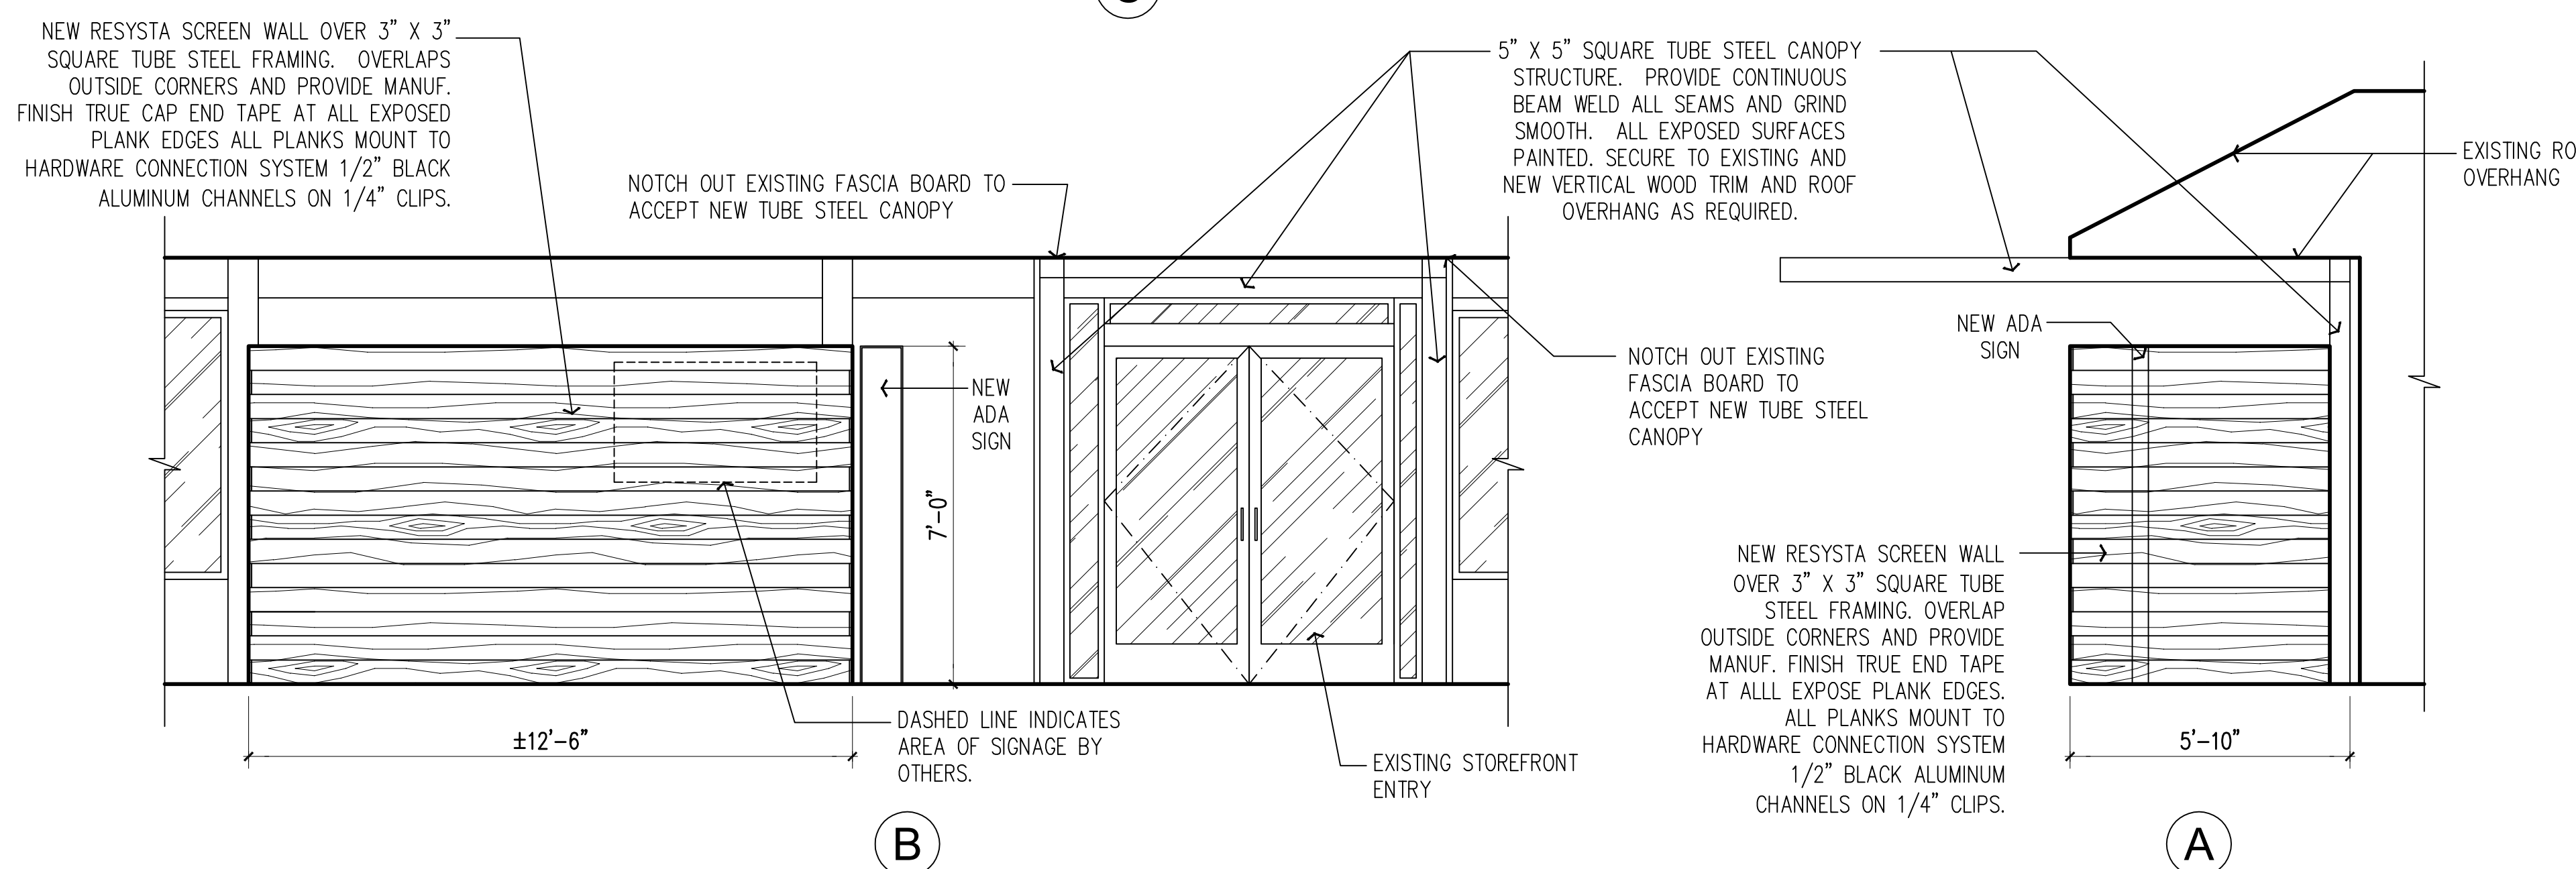 NEW RESYSTA SCREEN WALL OVER 3" X 3"
SQUARE TUBE STEEL FRAMING. OVERLAPS
OUTSIDE CORNERS AND PROVIDE MANUF.
FINISH TRUE CAP END TAPE AT ALL EXPOSED
PLANK EDGES ALL PLANKS MOUNT TO
HARDWARE CONNECTION SYSTEM 1/2" BLACK
ALUMINUM CHANNELS ON 1/4" CLIPS.
NOTCH OUT EXISTING FASCIA BOARD TO
ACCEPT NEW TUBE STEEL CANOPY
5" X 5" SQUARE TUBE STEEL CANOPY
STRUCTURE. PROVIDE CONTINUOUS
BEAM WELD ALL SEAMS AND GRIND
SMOOTH. ALL EXPOSED SURFACES
PAINTED. SECURE TO EXISTING AND
NEW VERTICAL WOOD TRIM AND ROOF
OVERHANG AS REQUIRED.
EXISTING RO
OVERHANG
NEW ADA
SIGN
NOTCH OUT EXISTING
FASCIA BOARD TO
ACCEPT NEW TUBE STEEL
CANOPY
NEW
ADA
SIGN
7'-0"
NEW RESYSTA SCREEN WALL
OVER 3" X 3" SQUARE TUBE
STEEL FRAMING. OVERLAP
OUTSIDE CORNERS AND PROVIDE
MANUF. FINISH TRUE END TAPE
AT ALLL EXPOSE PLANK EDGES.
ALL PLANKS MOUNT TO
HARDWARE CONNECTION SYSTEM
1/2" BLACK ALUMINUM
CHANNELS ON 1/4" CLIPS.
±12'-6"
DASHED LINE INDICATES
AREA OF SIGNAGE BY
OTHERS.
EXISTING STOREFRONT
ENTRY
5'-10"
B
A